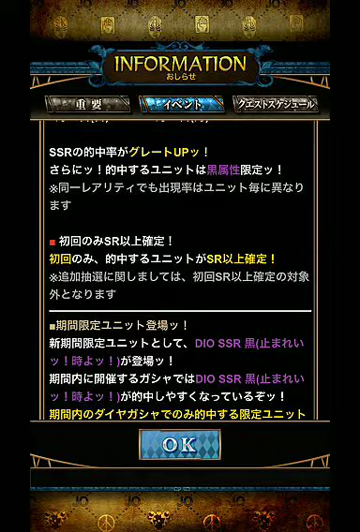 INFORMATION
おしらせ
重要
イベント
クエストスケジュール
SSRの的中率がグレートUPッ！
さらにッ！的中するユニットは黒属性限定ッ！
※同一レアリティでも出現率はユニット毎に異なり
ます
■ 初回のみSR以上確定！
初回のみ、的中するユニットがSR以上確定！
※追加抽選に関しましては、初回SR以上確定の対象
外となります
■期間限定ユニット登場ッ！
新期間限定ユニットとして、DIO SSR 黒(止まれいッ
！時よッ！)が登場ッ！
期間内に開催するガシャではDIO SSR 黒(止まれい
ッ！時よッ！)が的中しやすくなっているぞッ！
期間内のダイヤガシャでのみ的中する限定ユニット
OK